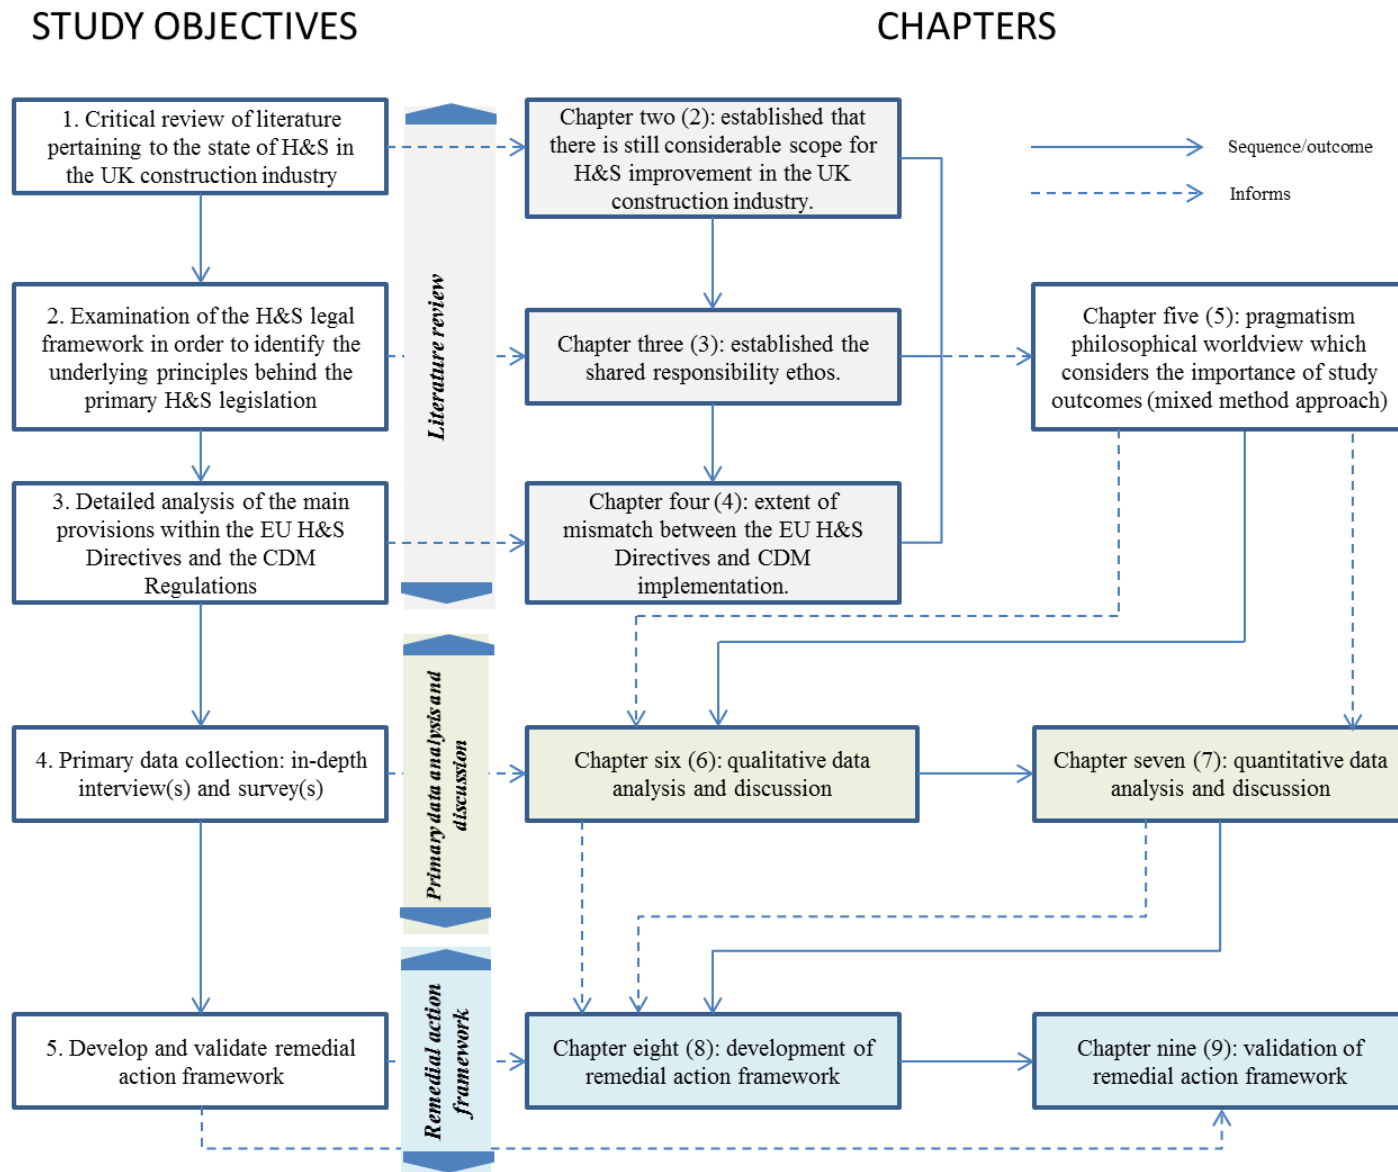 STUDY OBJECTIVES
CHAPTERS
1. Critical review of literature
pertaining to the state of H&S in
the UK construction industry
Chapter two (2): established that
there is still considerable scope for
H&S improvement in the UK
construction industry.
Sequence/outcome
Informs
Literature review
2. Examination of the H&S legal
framework in order to identify the
underlying principles behind the
primary H&S legislation
Chapter three (3): established the
shared responsibility ethos.
Chapter five (5): pragmatism
philosophical worldview which
considers the importance of study
outcomes (mixed method approach)
3. Detailed analysis of the main
provisions within the EU H&S
Directives and the CDM
Regulations
Chapter four (4): extent of
mismatch between the EU H&S
Directives and CDM
implementation.
Primary data analysis and
discussion
4. Primary data collection: in-depth
interview(s) and survey(s)
Chapter six (6): qualitative data
analysis and discussion
Chapter seven (7): quantitative data
analysis and discussion
Remedial action
framework
5. Develop and validate remedial
action framework
Chapter eight (8): development of
remedial action framework
Chapter nine (9): validation of
remedial action framework